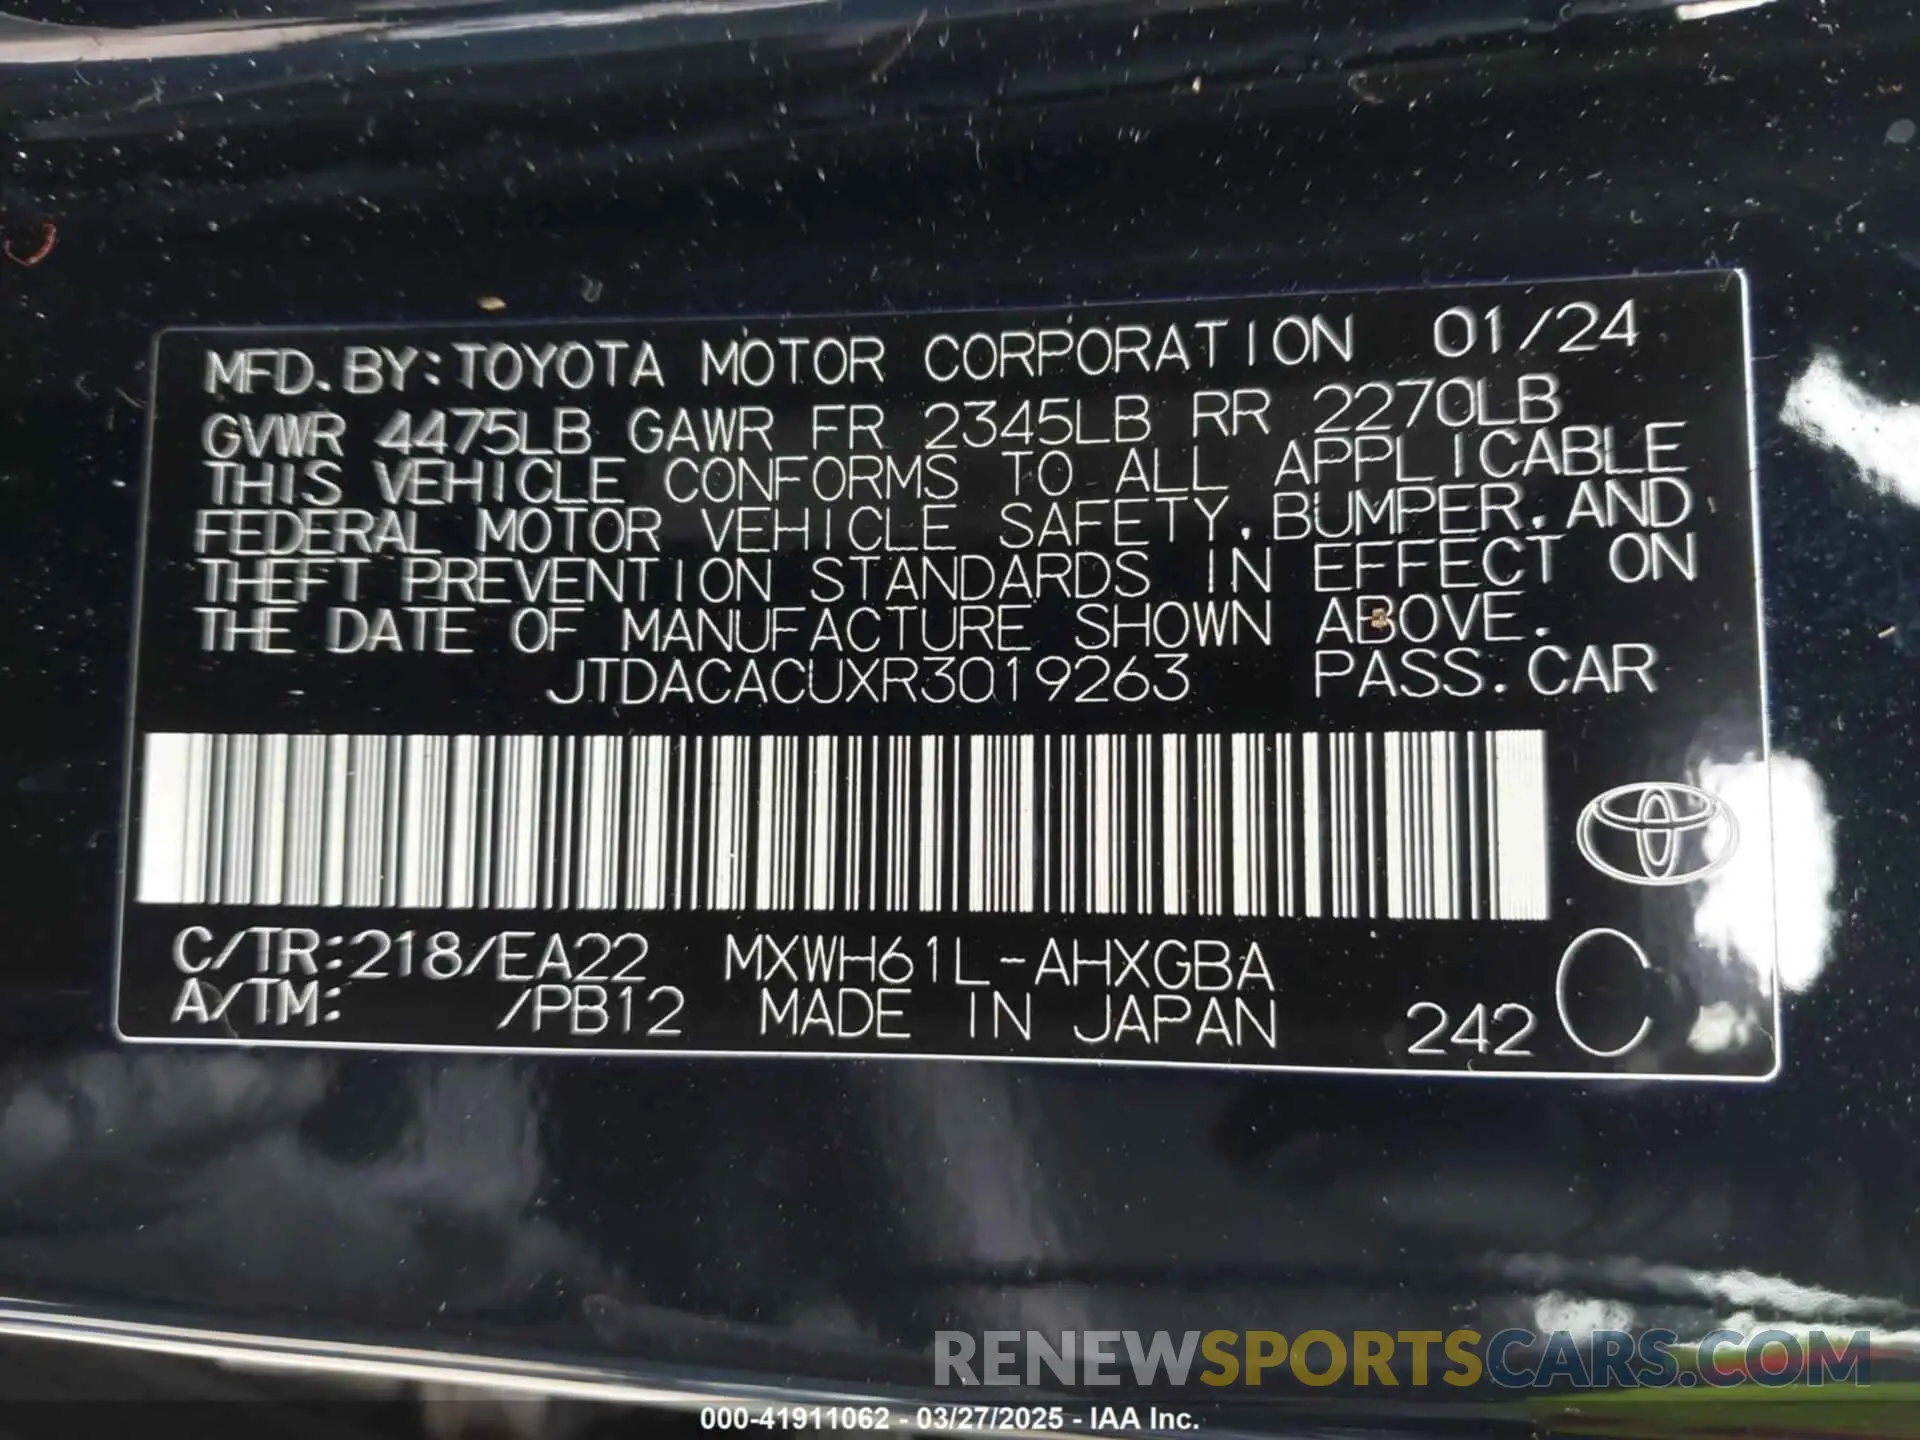 MFD. BY: TOYOTA MOTOR CORPORATION 01/24
GVWR 4475LB GAWR FR 2345LB RR 2270LB
THIS VEHICLE CONFORMS TO ALL APPLICABLE
FEDERAL MOTOR VEHICLE SAFETY, BUMPER, AND
THEFT PREVENTION STANDARDS IN EFFECT ON
THE DATE OF MANUFACTURE SHOWN ABOVE.
JTDACACUXR3019263 PASS. CAR
C/TR:218/EA22 MXWH61L-AHXGBA
A/TM: /PB12 MADE IN JAPAN 242 C
RENEWSPORTSCARS.COM
000-41911062 - 03/27/2025 - IAA Inc.